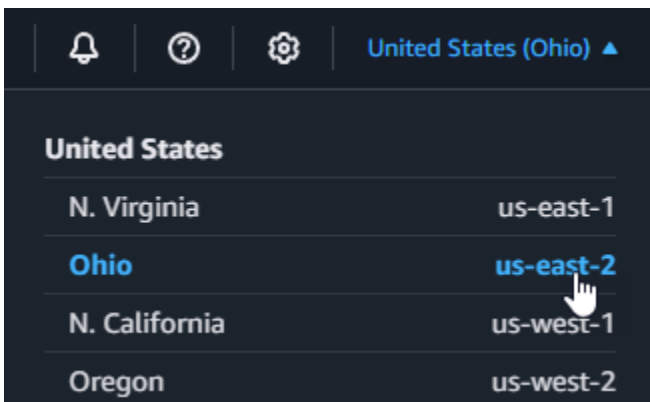 United States (Ohio)
United States
N. Virginia us-east-1
Ohio us-east-2
N. California us-west-1
Oregon us-west-2